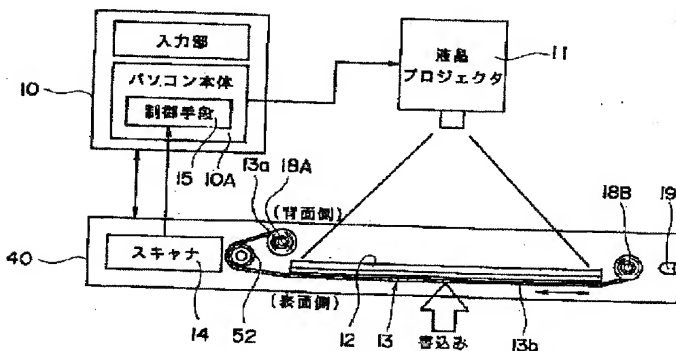 入力部
パソコン本体
制御手段
10
15
10A
液晶
プロジェクタ
11
13a
18A
(背面側)
18B
19
スキャナ
40
14
52
(表面側)
12
13
書込み
13b